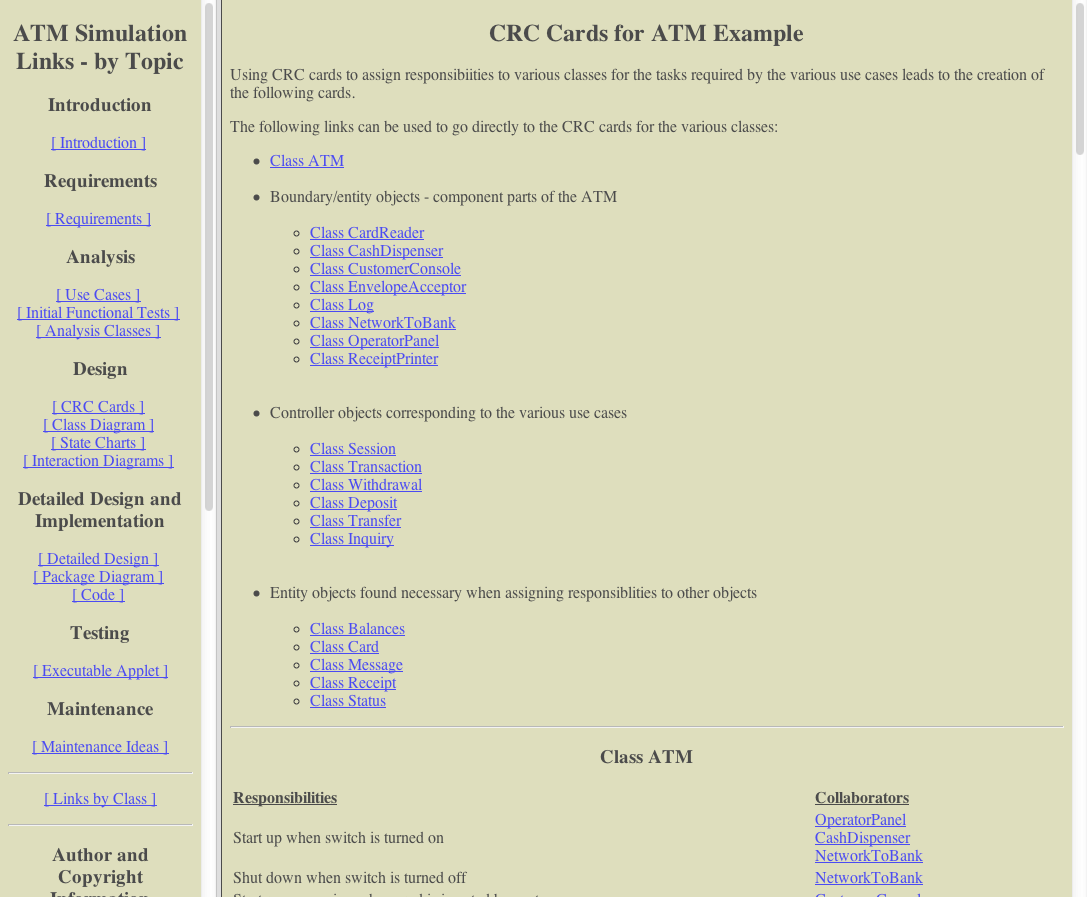 ATM Simulation
Links - by Topic
Introduction
[ Introduction ]
Requirements
[ Requirements ]
Analysis
[ Use Cases ]
[ Initial Functional Tests ]
[ Analysis Classes ]
Design
[ CRC Cards ]
[ Class Diagram ]
[ State Charts ]
[ Interaction Diagrams ]
Detailed Design and
Implementation
[ Detailed Design ]
[ Package Diagram ]
[ Code ]
Testing
[ Executable Applet ]
Maintenance
[ Maintenance Ideas ]
[ Links by Class ]
Author and
Copyright
Information
CRC Cards for ATM Example
Using CRC cards to assign responsibiities to various classes for the tasks required by the various use cases leads to the creation of
the following cards.
The following links can be used to go directly to the CRC cards for the various classes:
Class ATM
Boundary/entity objects - component parts of the ATM
Class CardReader
Class CashDispenser
Class CustomerConsole
Class EnvelopeAcceptor
Class Log
Class NetworkToBank
Class OperatorPanel
Class ReceiptPrinter
Controller objects corresponding to the various use cases
Class Session
Class Transaction
Class Withdrawal
Class Deposit
Class Transfer
Class Inquiry
Entity objects found necessary when assigning responsiblities to other objects
Class Balances
Class Card
Class Message
Class Receipt
Class Status
Class ATM
Responsibilities Collaborators
Start up when switch is turned on
OperatorPanel
CashDispenser
NetworkToBank
Shut down when switch is turned off NetworkToBank